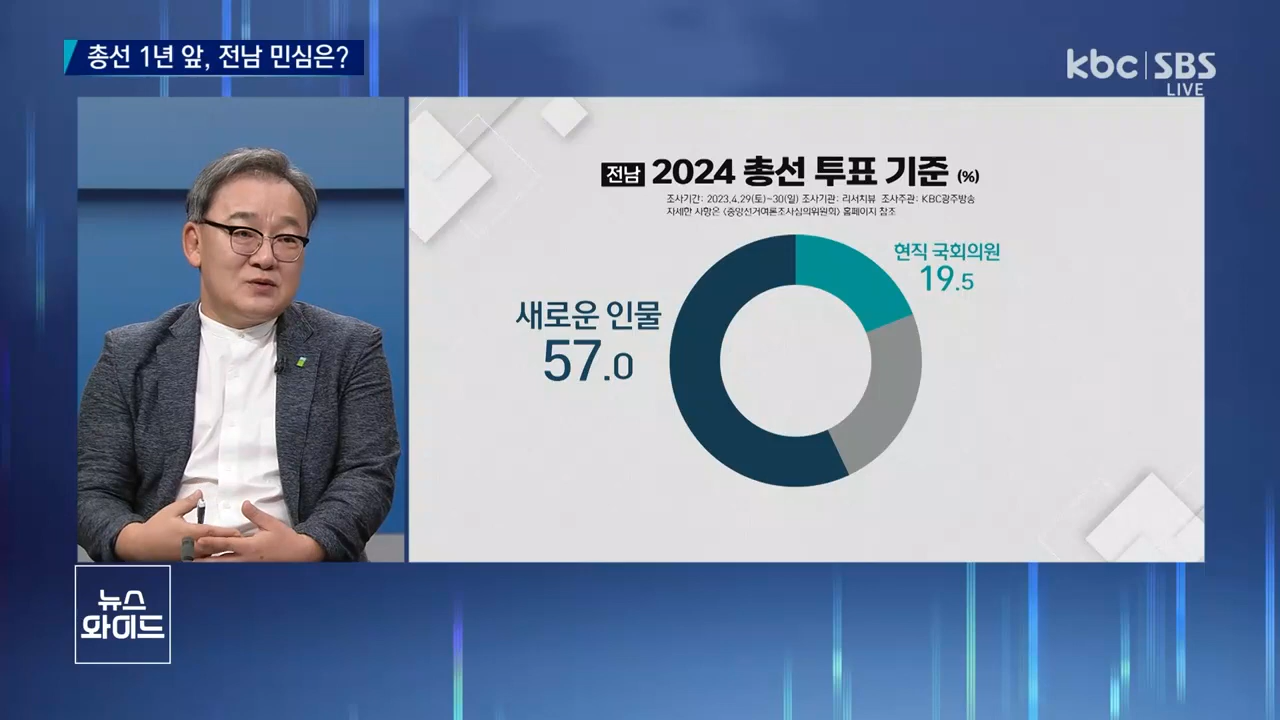 총선 1년 앞, 전남 민심은?
kbc SBS
LIVE
전남 2024 총선 투표 기준 (%)
조사기간: 2023.4.29(토)~30(일) 조사기관: 리서치뷰 조사주관: KBC광주방송
자세한 사항은 <중앙선거여론조사심의위원회> 홈페이지 참조
현직 국회의원
19.5
새로운 인물
57.0
뉴스
와이드